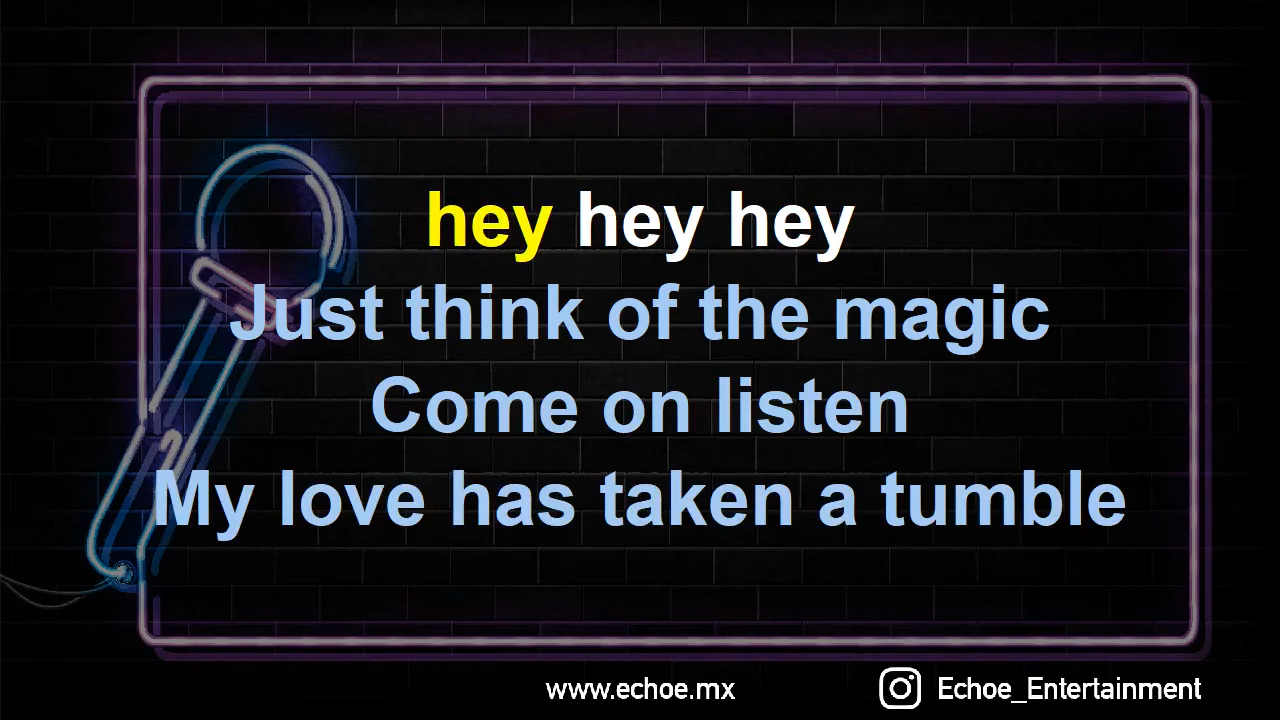 hey hey hey
Just think of the magic
Come on listen
My love has taken a tumble
www.echoe.mx
Echoe_Entertainment